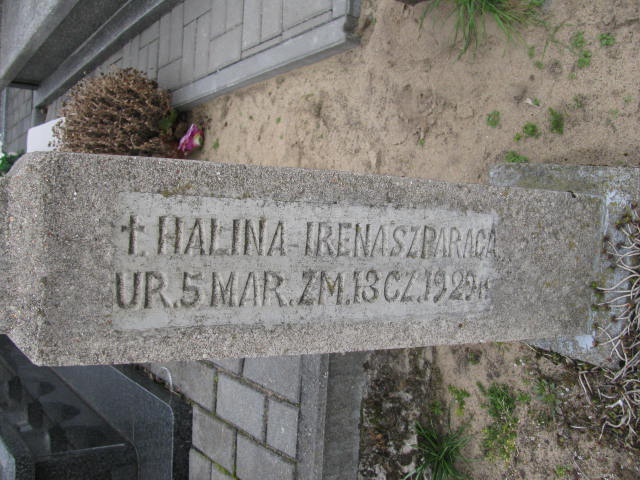 †. HALINA-IRENA SZPARAGA
UR. 5 MAR. ZM. 13 CZ. 1929 r.